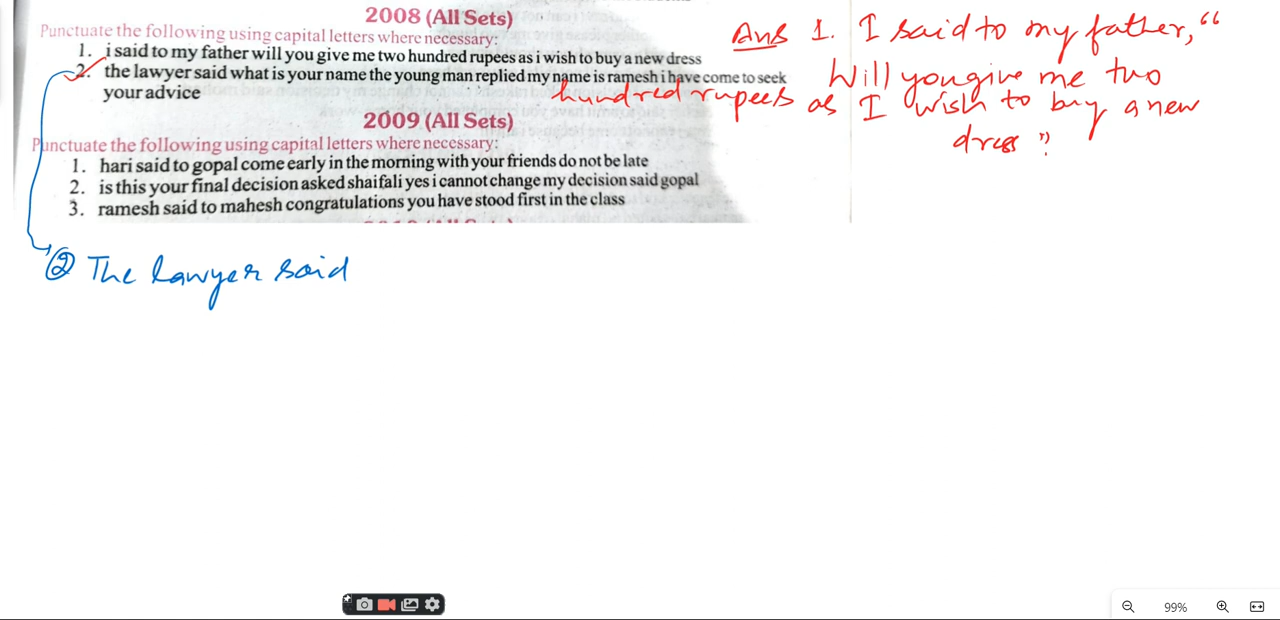 2008 (All Sets)
Punctuate the following using capital letters where necessary:
1. i said to my father will you give me two hundred rupees as i wish to buy a new dress
2. the lawyer said what is your name the young man replied my name is ramesh i have come to seek
your advice
2009 (All Sets)
Punctuate the following using capital letters where necessary:
1. hari said to gopal come early in the morning with your friends do not be late
2. is this your final decision asked shaifali yes i cannot change my decision said gopal
3. ramesh said to mahesh congratulations you have stood first in the class
Ans 1. I said to my father, "
Will you give me two
hundred rupees as I wish to buy a new
dress ?"
② The lawyer said
99%